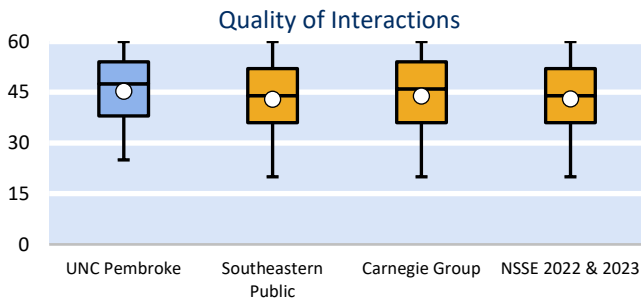 Quality of Interactions
60
45
30
15
0
UNC Pembroke
Southeastern
Public
Carnegie Group
NSSE 2022 & 2023